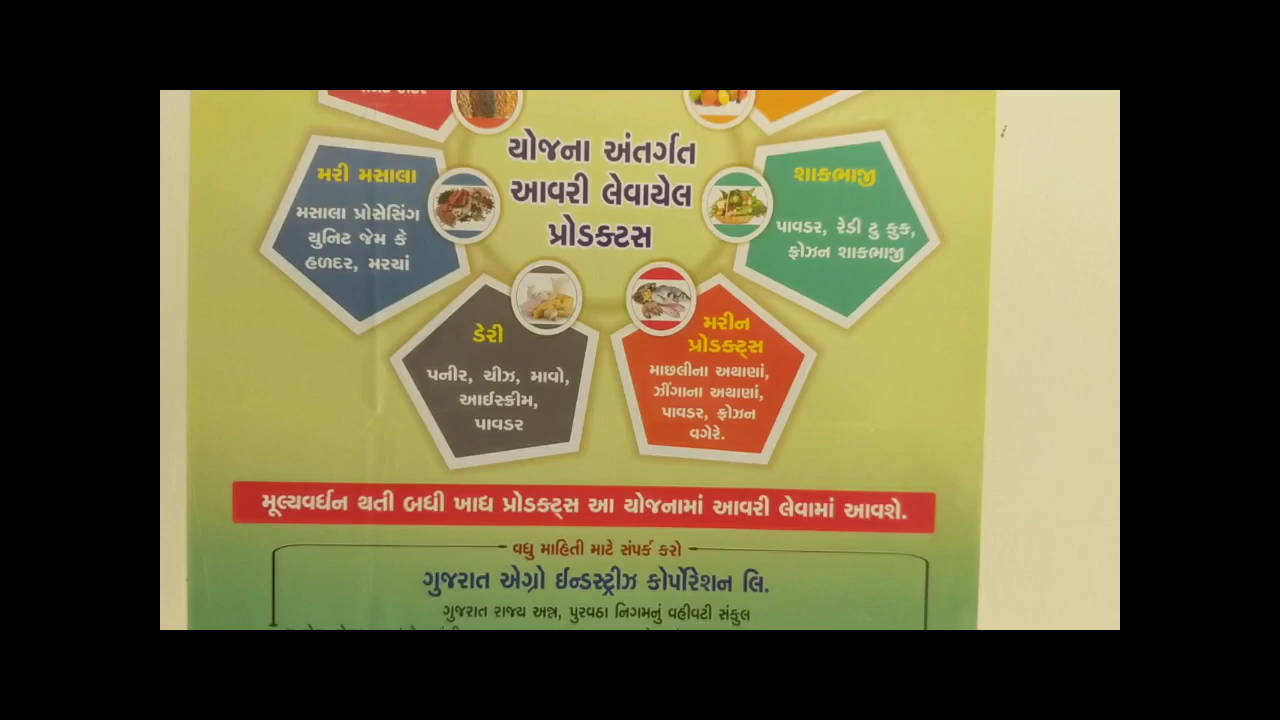 યોજના અંતર્ગત
આવરી લેવાયેલ
પ્રોડક્ટસ
મરી મસાલા
મસાલા પ્રોસેસિંગ
યુનિટ જેમ કે
હળદર, મરચાં
શાકભાજી
પાવડર, રેડી ટુ કુક,
ફ્રોઝન શાકભાજી
ડેરી
પનીર, ચીઝ, માવો,
આઈસ્ક્રીમ,
પાવડર
મરીન
પ્રોડક્ટ્સ
માછલીના અથાણાં,
ઝીંગાના અથાણાં,
પાવડર, ફ્રોઝન
વગેરે.
મૂલ્યવર્ધન થતી બધી ખાદ્ય પ્રોડક્ટ્સ આ યોજનામાં આવરી લેવામાં આવશે.
વધુ માહિતી માટે સંપર્ક કરો
ગુજરાત એગ્રો ઈન્ડસ્ટ્રીઝ કોર્પોરેશન લિ.
ગુજરાત રાજ્ય અન્ન, પુરવઠા નિગમનું વહીવટી સંકુલ